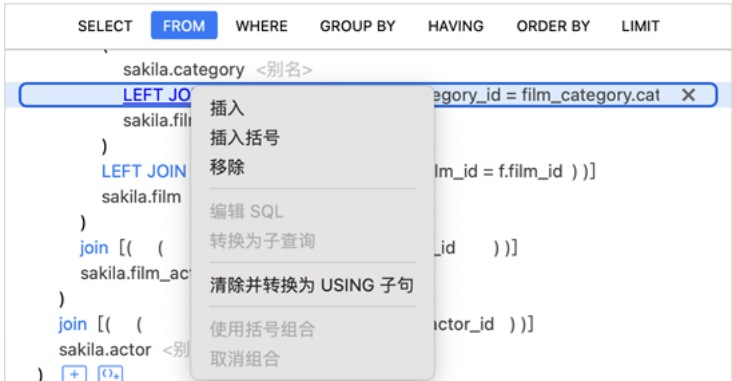 SELECT FROM WHERE GROUP BY HAVING ORDER BY LIMIT
(
sakila.category <别名>
LEFT JO egory_id = film_category.cat ×
sakila.fil
)
LEFT JOIN lm_id = f.film_id ) )]
sakila.film
)
join [( ( _id ) )]
sakila.film_ac
)
join [( ( actor_id ) )]
sakila.actor <别
) + ()+
插入
插入括号
移除
编辑 SQL
转换为子查询
清除并转换为 USING 子句
使用括号组合
取消组合